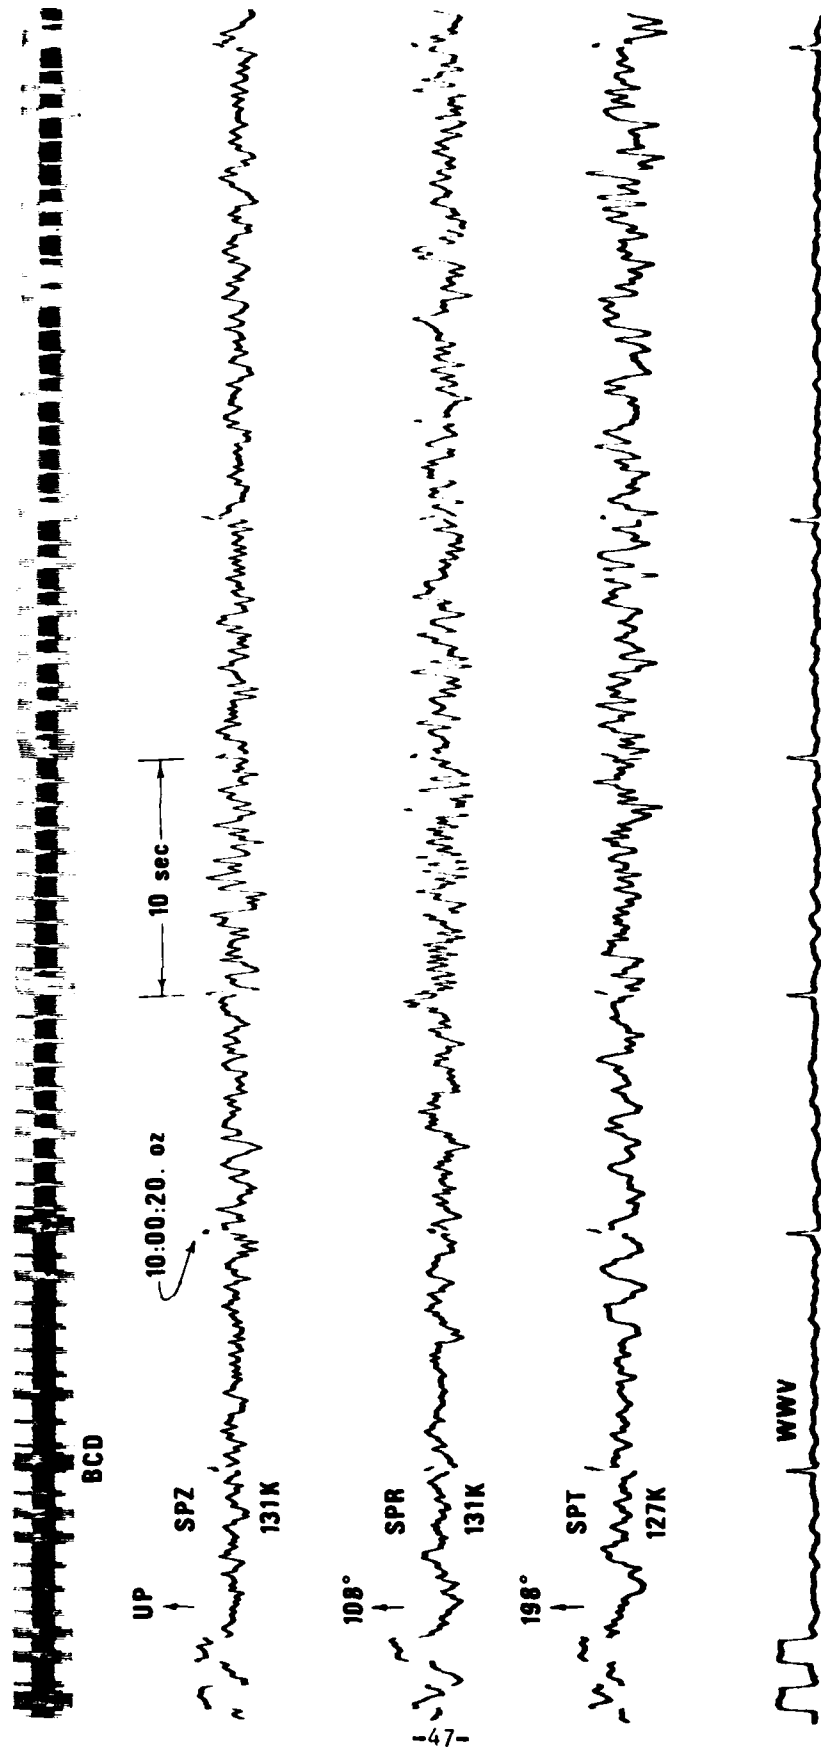 BCD
UP
SPZ
131K
10:00:20. oz
10 sec
108°
SPR
131K
198°
SPT
127K
WWV
-47-